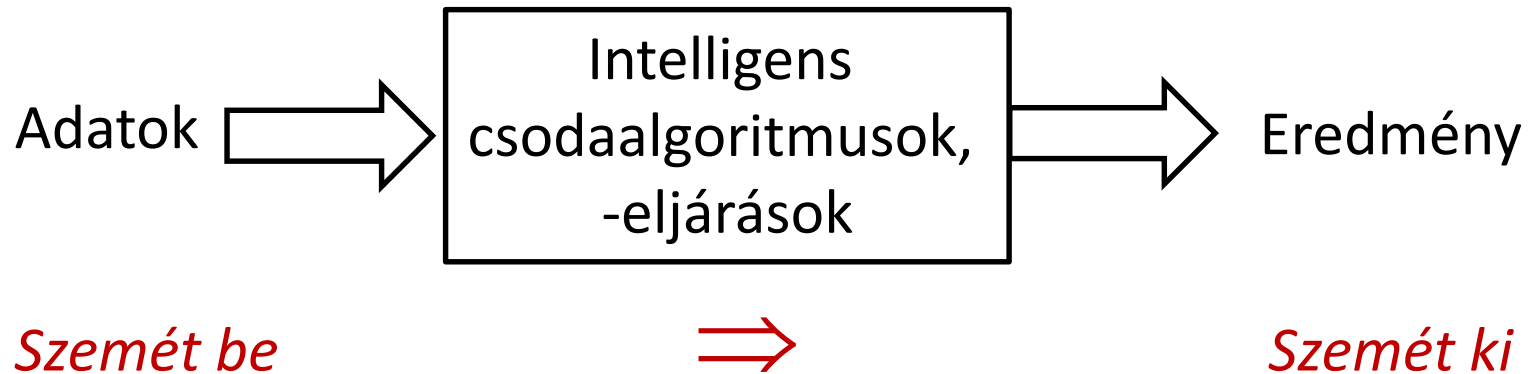 Adatok
Intelligens
csodaalgoritmusok,
-eljárások
Eredmény
Szemét be
⇒
Szemét ki